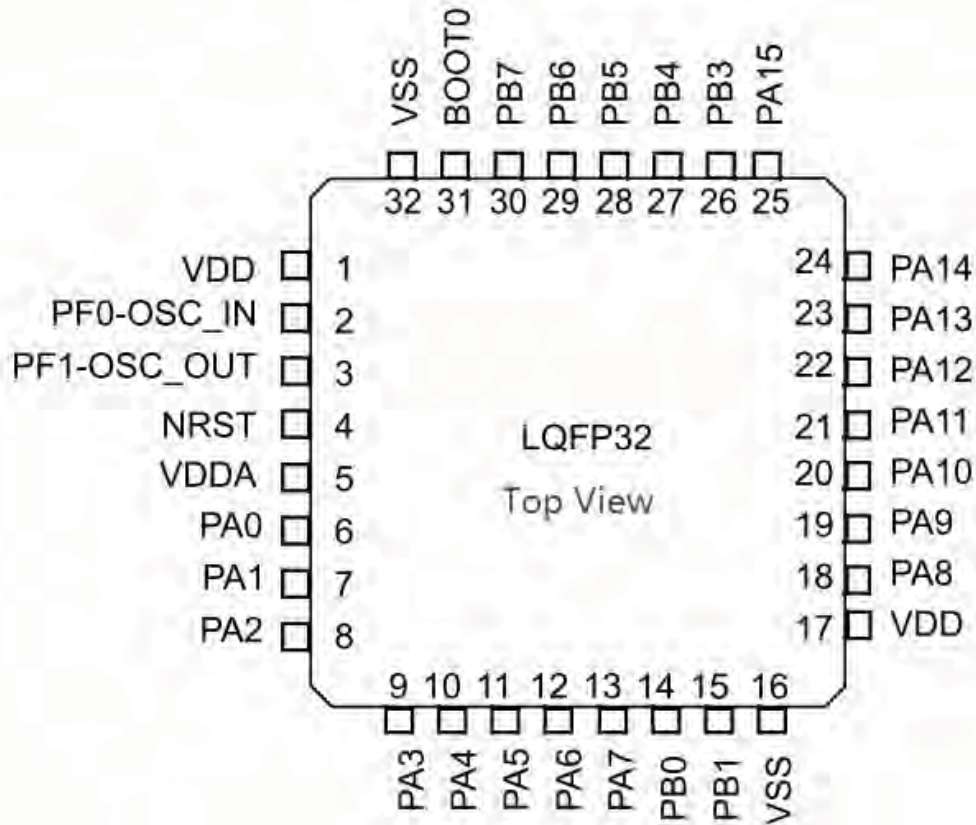 VSS BOOT0 PB7 PB6 PB5 PB4 PB3 PA15
32 31 30 29 28 27 26 25
VDD 1 24 PA14
PF0-OSC_IN 2 23 PA13
PF1-OSC_OUT 3 22 PA12
NRST 4 21 PA11
VDDA 5 20 PA10
PA0 6 19 PA9
PA1 7 18 PA8
PA2 8 17 VDD
LQFP32
Top View
9 10 11 12 13 14 15 16
PA3 PA4 PA5 PA6 PA7 PB0 PB1 VSS